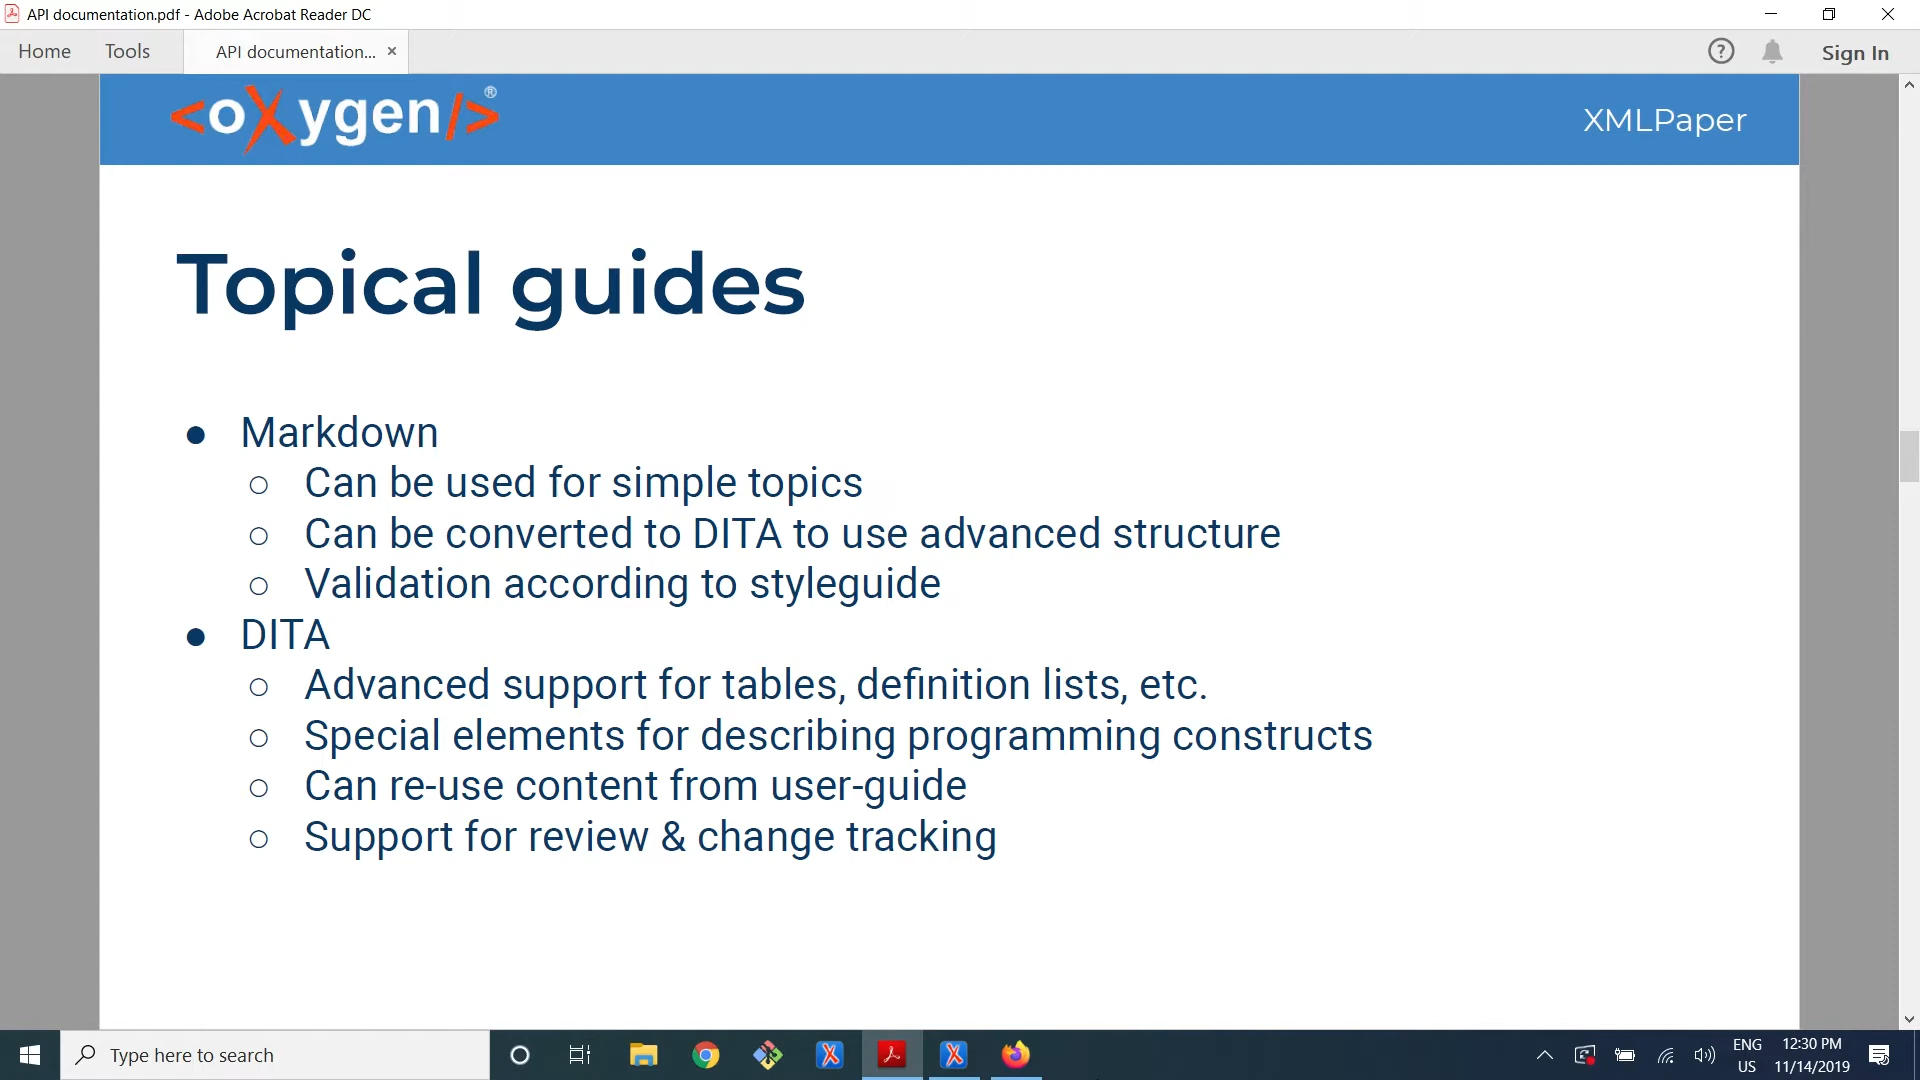 API documentation.pdf - Adobe Acrobat Reader DC
Home
Tools
API documentation...
Sign In
<oXygen/>®
XMLPaper
Topical guides
● Markdown
○ Can be used for simple topics
○ Can be converted to DITA to use advanced structure
○ Validation according to styleguide
● DITA
○ Advanced support for tables, definition lists, etc.
○ Special elements for describing programming constructs
○ Can re-use content from user-guide
○ Support for review & change tracking
Type here to search
ENG
US
12:30 PM
11/14/2019